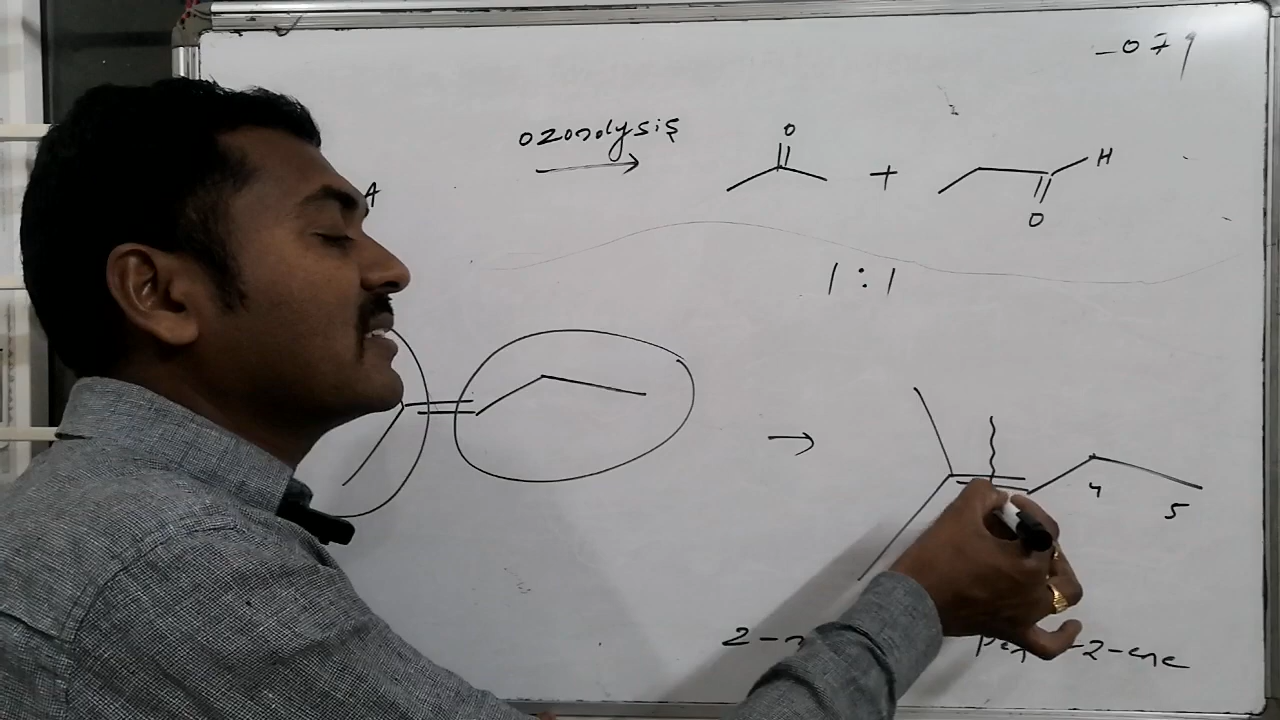 -079
ozonolysis
A
O
+
H
O
1 : 1
→
4
5
2-
-2-ene